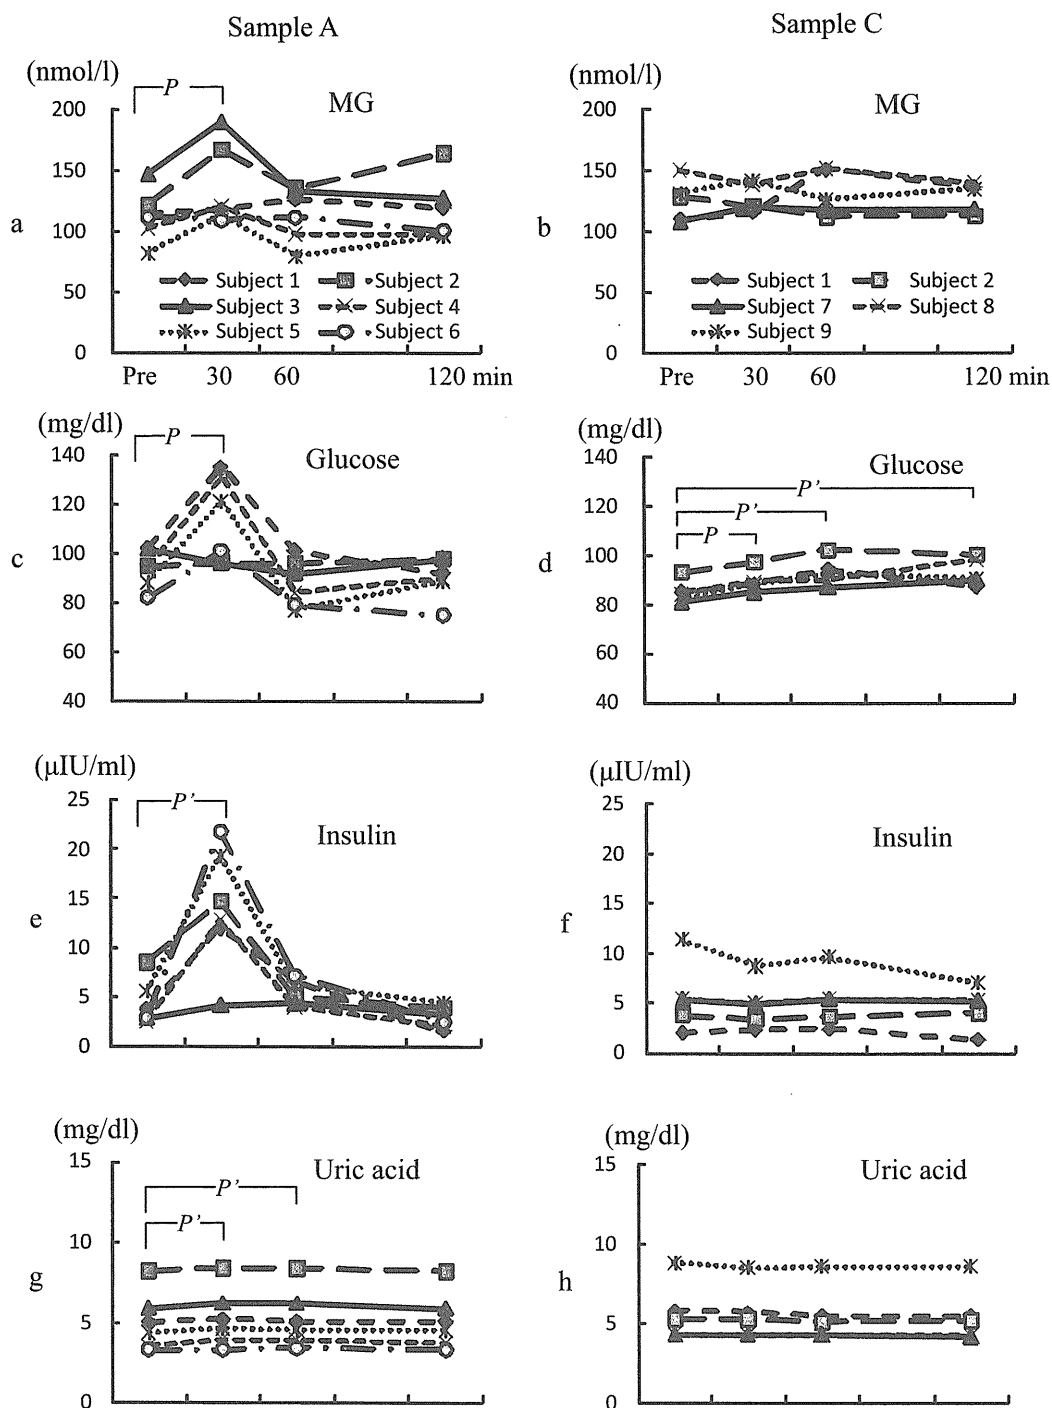 Sample A
Sample C
(nmol/l)
P
MG
200
150
100
50
0
a
Subject 1
Subject 2
Subject 3
Subject 4
Subject 5
Subject 6
Pre
30
60
120 min
(nmol/l)
MG
200
150
100
50
0
b
Subject 1
Subject 2
Subject 7
Subject 8
Subject 9
Pre
30
60
120 min
(mg/dl)
P
Glucose
140
120
100
80
60
40
c
(mg/dl)
Glucose
P'
P'
P
140
120
100
80
60
40
d
(μIU/ml)
P'
Insulin
25
20
15
10
5
0
e
(μIU/ml)
Insulin
25
20
15
10
5
0
f
(mg/dl)
Uric acid
P'
P'
15
10
5
0
g
(mg/dl)
Uric acid
15
10
5
0
h